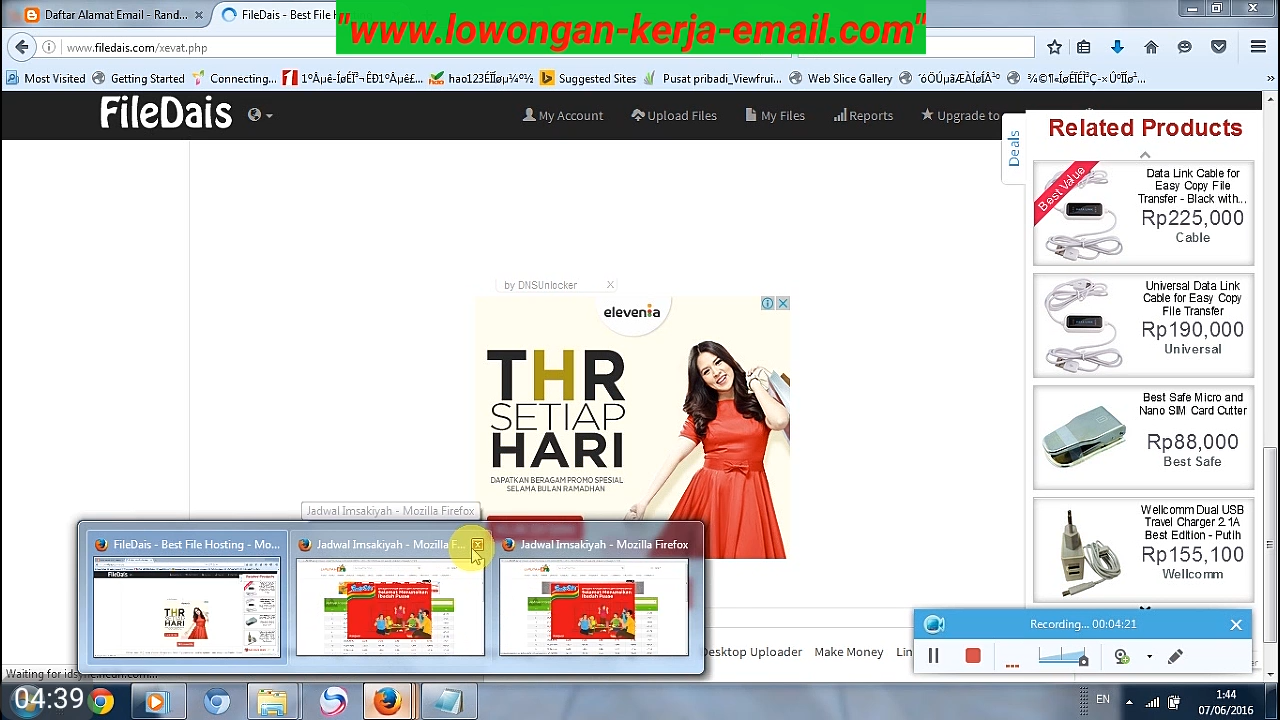 Daftar Alamat Email - Rand...
FileDais - Best File H
"www.lowongan-kerja-email.com"
www.filedais.com/xevat.php
Most Visited
Getting Started
Connecting...
hao123
Suggested Sites
Pusat pribadi_Viewfrui...
Web Slice Gallery
FileDais
My Account
Upload Files
My Files
Reports
Upgrade to
Deals
Related Products
Best Value
Data Link Cable for
Easy Copy File
Transfer - Black with...
Rp225,000
Cable
Universal Data Link
Cable for Easy Copy
File Transfer
Rp190,000
Universal
Best Safe Micro and
Nano SIM Card Cutter
Rp88,000
Best Safe
Wellcomm Dual USB
Travel Charger 2.1A
Best Edition - Putih
Rp155,100
Wellcomm
by DNSUnlocker
elevenia
THR
SETIAP
HARI
DAPATKAN BERAGAM PROMO SPESIAL
SELAMA BULAN RAMADHAN
Jadwal Imsakiyah - Mozilla Firefox
FileDais - Best File Hosting - Mo...
Jadwal Imsakiyah - Mozilla F...
Jadwal Imsakiyah - Mozilla Firefox
Recording... 00:04:21
Desktop Uploader
Make Money
Lin
Waiting for ids
04:39
EN
1:44
07/06/2016